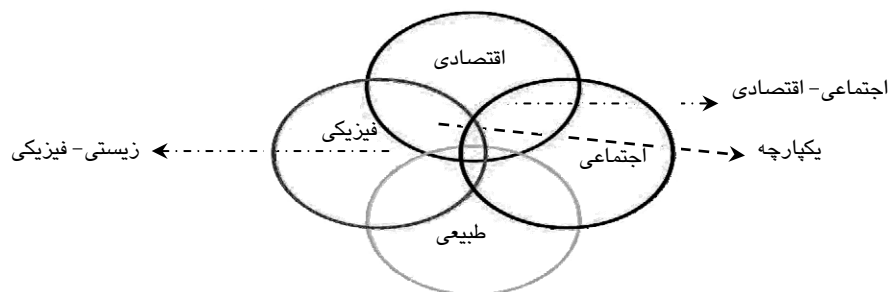 اقتصادی
اجتماعی- اقتصادی
فیزیکی
زیستی- فیزیکی
یکپارچه
اجتماعی
طبیعی